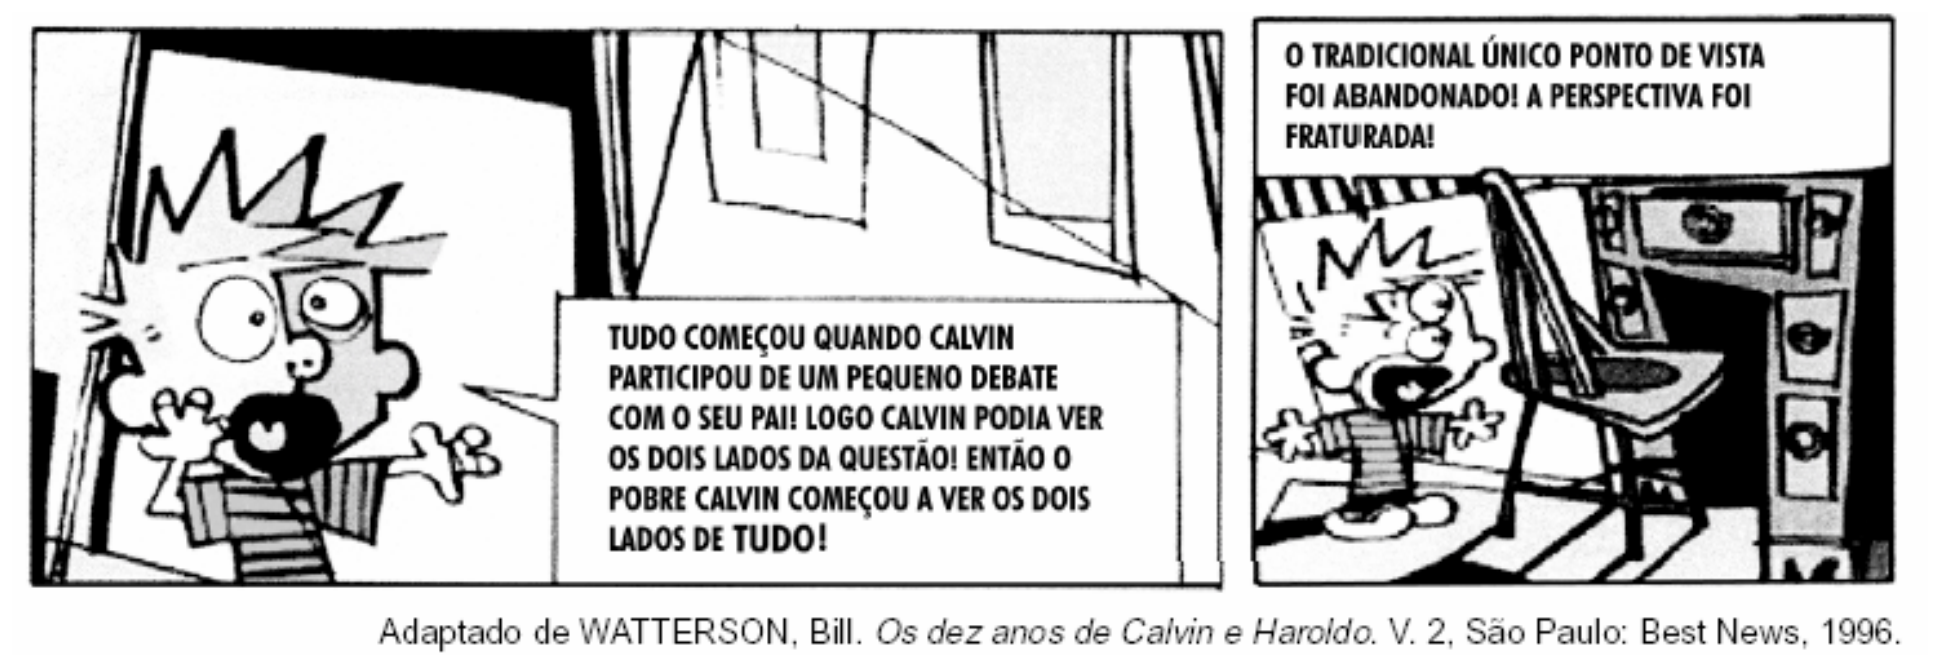 TUDO COMEÇOU QUANDO CALVIN
PARTICIPOU DE UM PEQUENO DEBATE
COM O SEU PAI! LOGO CALVIN PODIA VER
OS DOIS LADOS DA QUESTÃO! ENTÃO O
POBRE CALVIN COMEÇOU A VER OS DOIS
LADOS DE TUDO!
O TRADICIONAL ÚNICO PONTO DE VISTA
FOI ABANDONADO! A PERSPECTIVA FOI
FRATURADA!
Adaptado de WATTERSON, Bill. Os dez anos de Calvin e Haroldo. V. 2, São Paulo: Best News, 1996.